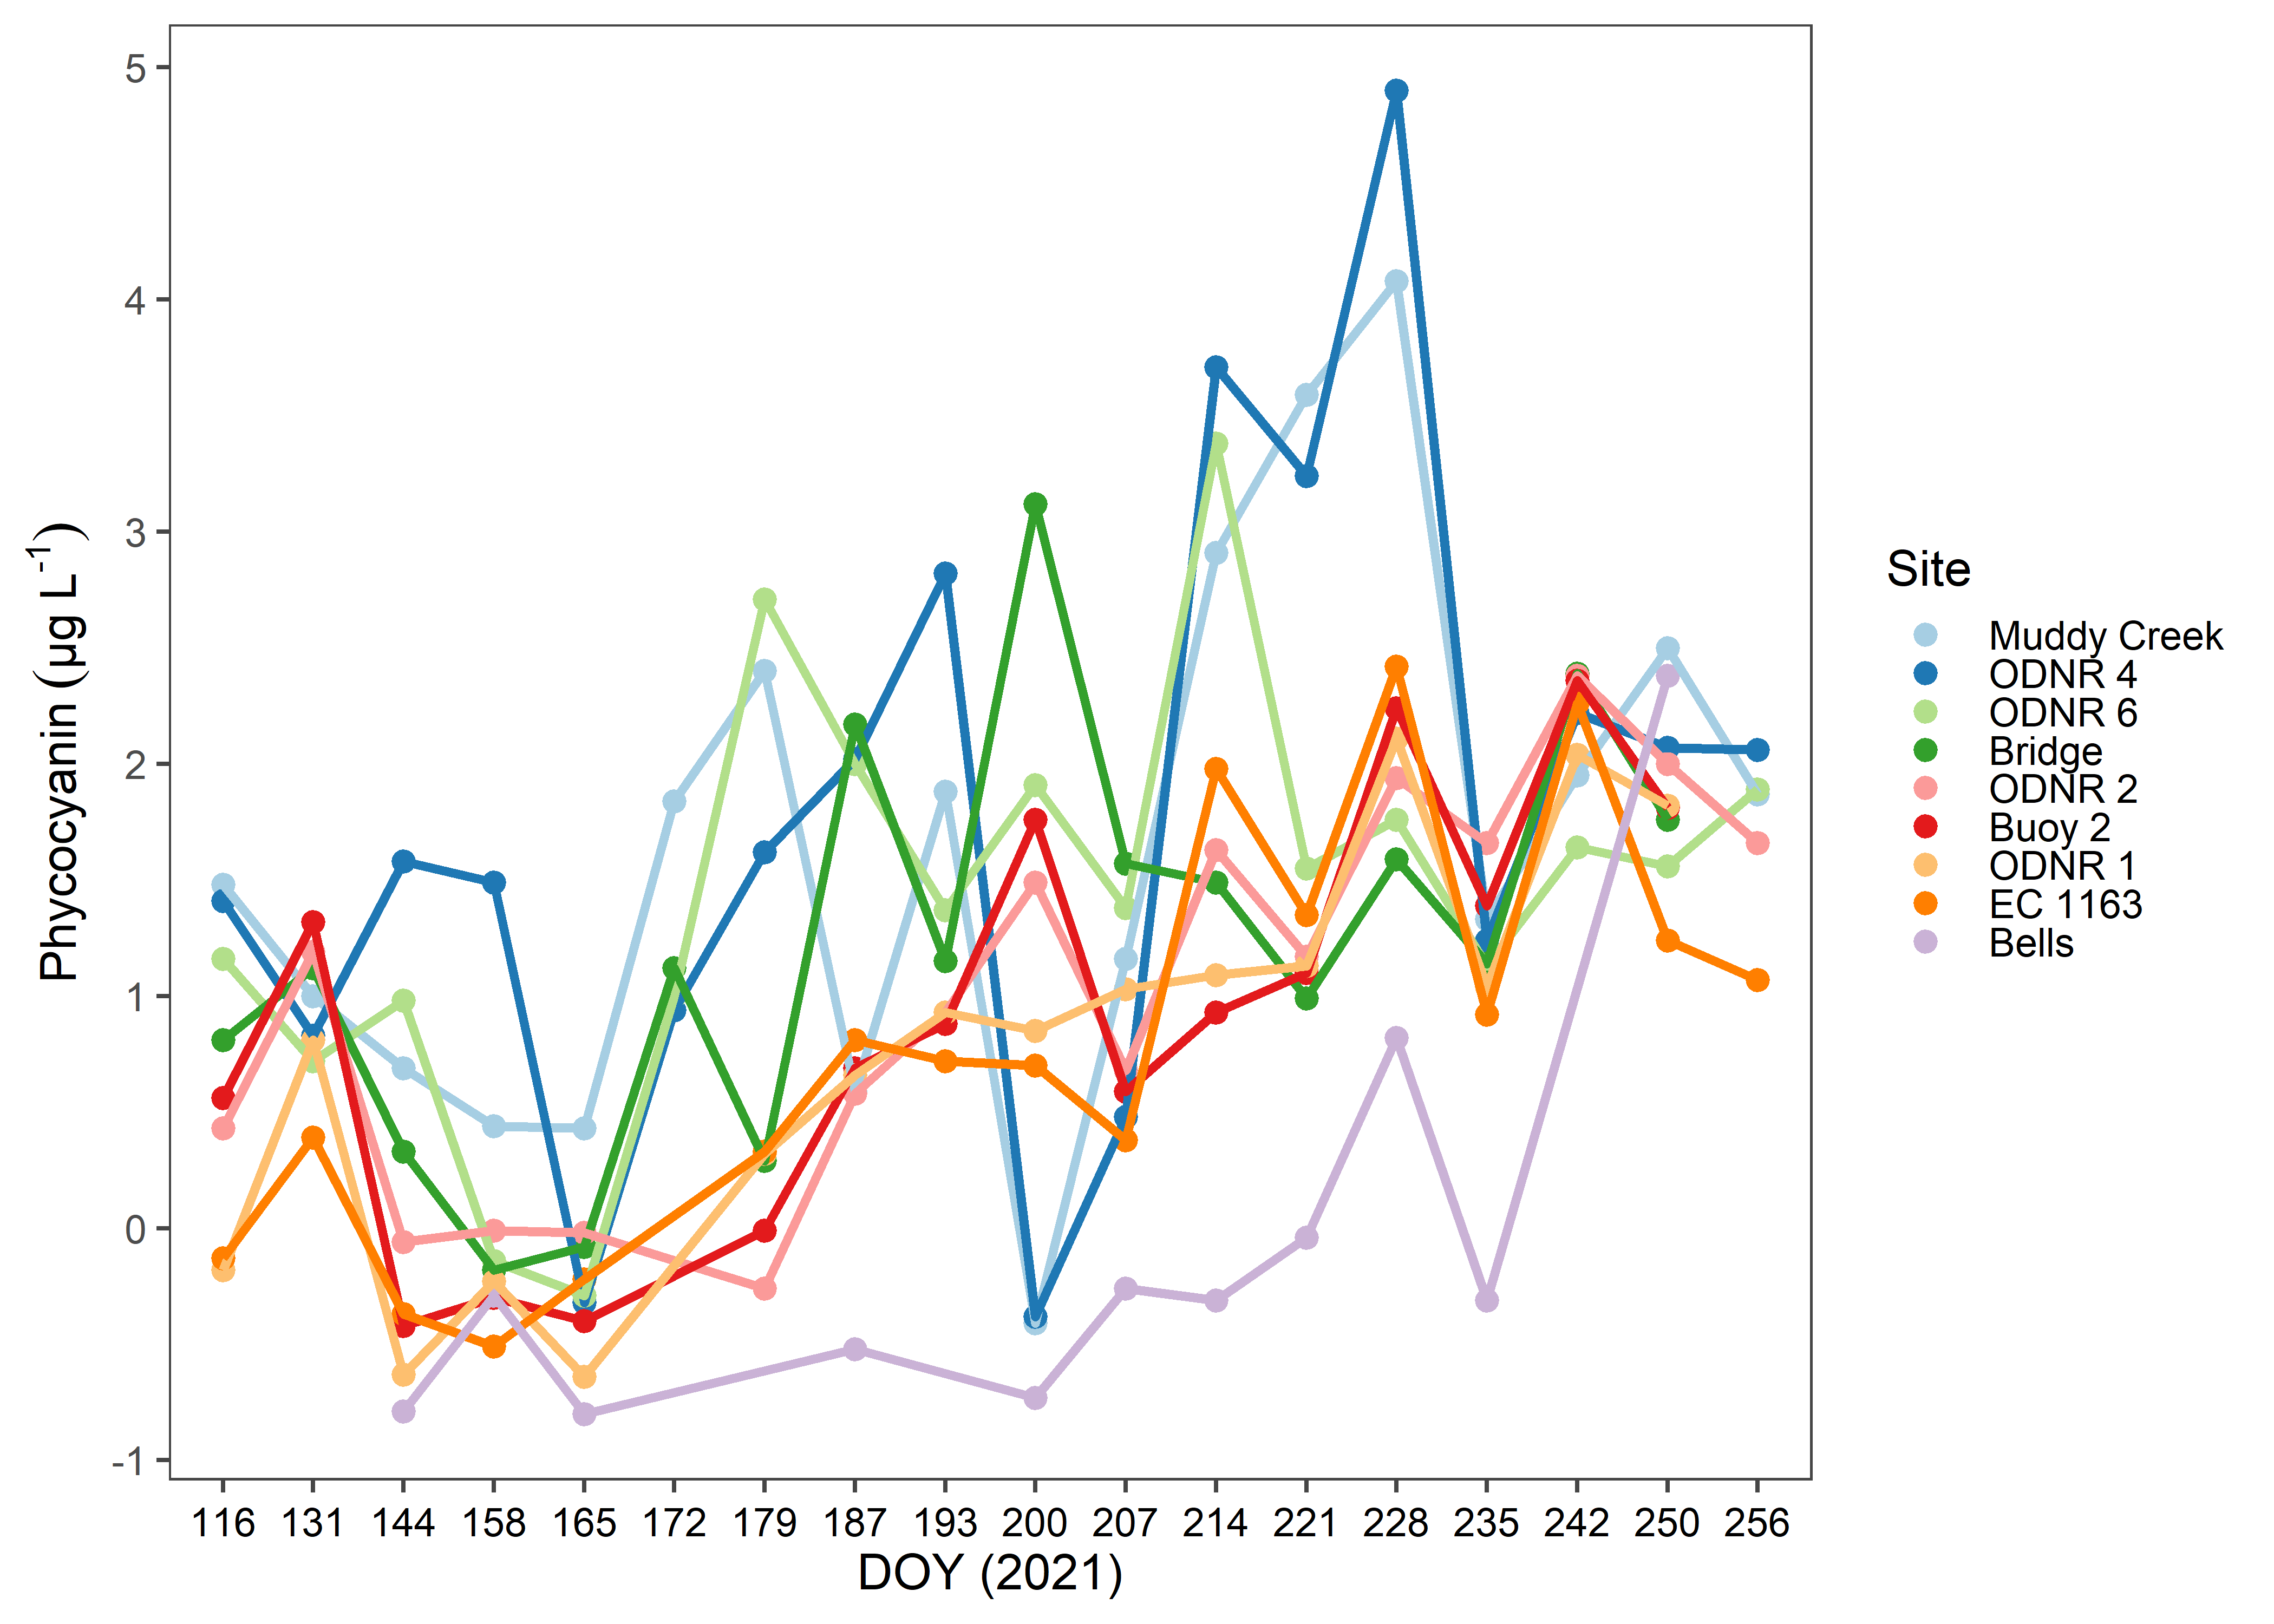 5
4
3
2
1
0
-1
Phycocyanin (µg L⁻¹)
116 131 144 158 165 172 179 187 193 200 207 214 221 228 235 242 250 256
DOY (2021)
Site
Muddy Creek
ODNR 4
ODNR 6
Bridge
ODNR 2
Buoy 2
ODNR 1
EC 1163
Bells